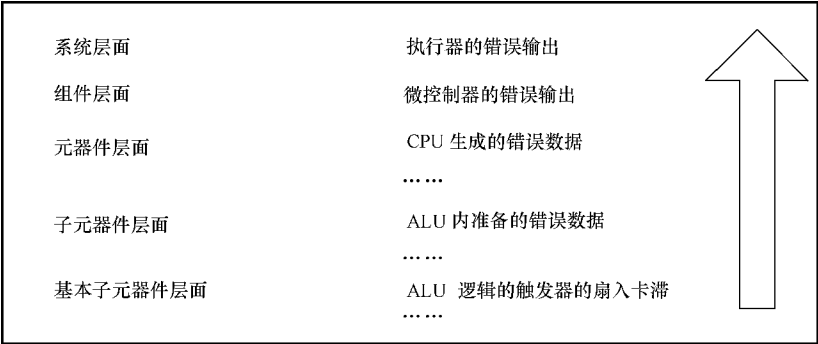 系统层面 执行器的错误输出
组件层面 微控制器的错误输出
元器件层面 CPU 生成的错误数据
……
子元器件层面 ALU 内准备的错误数据
……
基本子元器件层面 ALU 逻辑的触发器的扇入卡滞
……